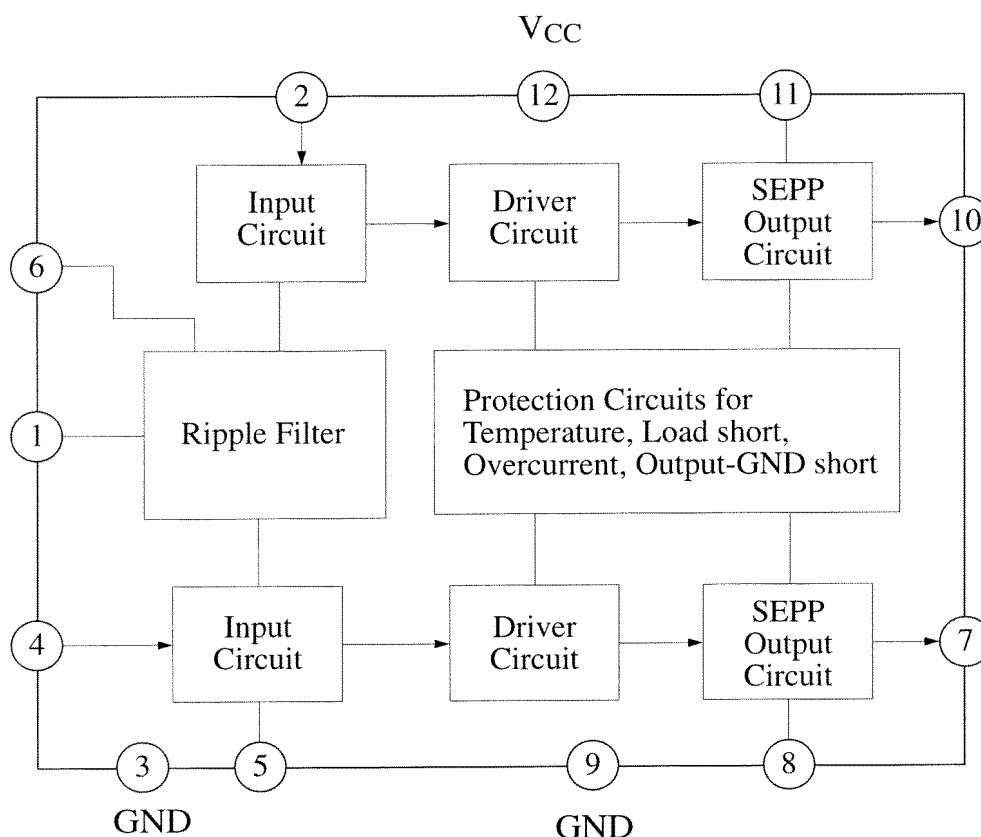 VCC
2
12
11
Input
Circuit
Driver
Circuit
SEPP
Output
Circuit
10
6
1
Ripple Filter
Protection Circuits for
Temperature, Load short,
Overcurrent, Output-GND short
4
Input
Circuit
Driver
Circuit
SEPP
Output
Circuit
7
3
5
9
8
GND
GND